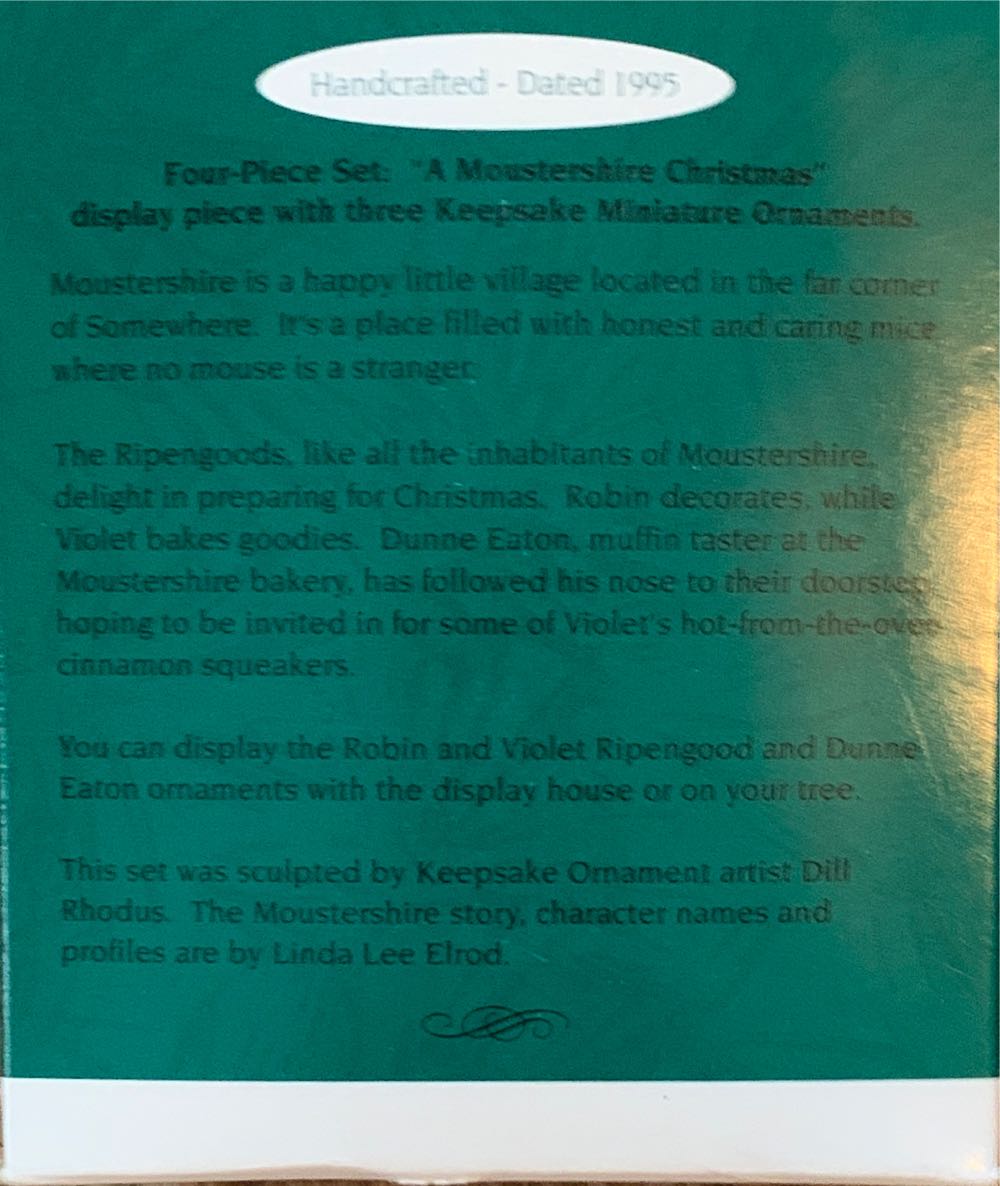 Handcrafted - Dated 1995
Four-Piece Set: "A Moustershire Christmas"
display piece with three Keepsake Miniature Ornaments.
Moustershire is a happy little village located in the far corner
of Somewhere. It's a place filled with honest and caring mice
where no mouse is a stranger.
The Ripengoods, like all the inhabitants of Moustershire,
delight in preparing for Christmas. Robin decorates, while
Violet bakes goodies. Dunne Eaton, muffin taster at the
Moustershire bakery, has followed his nose to their doorstep
hoping to be invited in for some of Violet's hot-from-the-oven
cinnamon squeakers.
You can display the Robin and Violet Ripengood and Dunne
Eaton ornaments with the display house or on your tree.
This set was sculpted by Keepsake Ornament artist Dill
Rhodus. The Moustershire story, character names and
profiles are by Linda Lee Elrod.